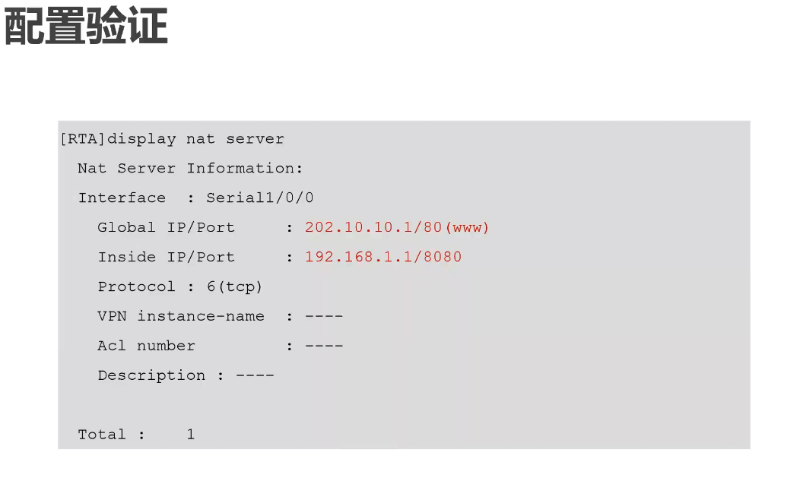 配置验证
[RTA]display nat server
Nat Server Information:
Interface : Serial1/0/0
Global IP/Port : 202.10.10.1/80(www)
Inside IP/Port : 192.168.1.1/8080
Protocol : 6(tcp)
VPN instance-name : ----
Acl number : ----
Description : ----
Total : 1